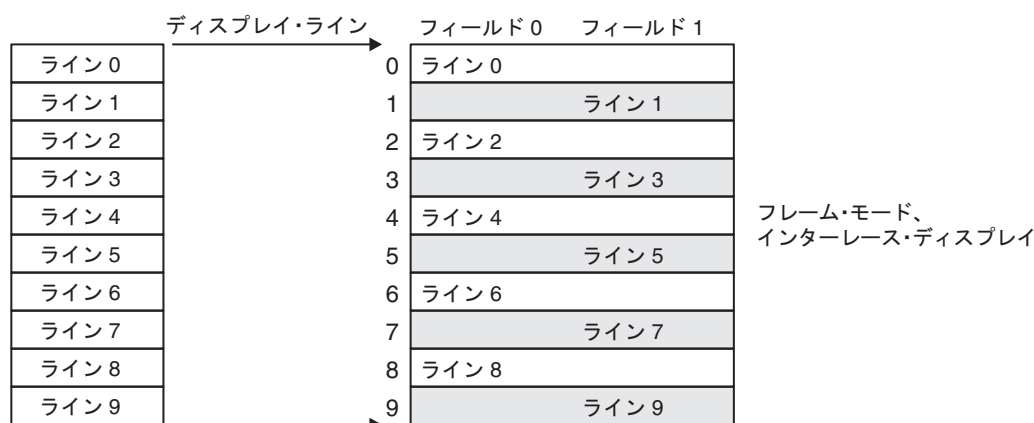 ディスプレイ・ライン フィールド 0 フィールド 1
ライン 0 0 ライン 0
ライン 1 1 ライン 1
ライン 2 2 ライン 2
ライン 3 3 ライン 3
ライン 4 4 ライン 4
ライン 5 5 ライン 5
ライン 6 6 ライン 6
ライン 7 7 ライン 7
ライン 8 8 ライン 8
ライン 9 9 ライン 9
フレーム・モード、
インターレース・ディスプレイ